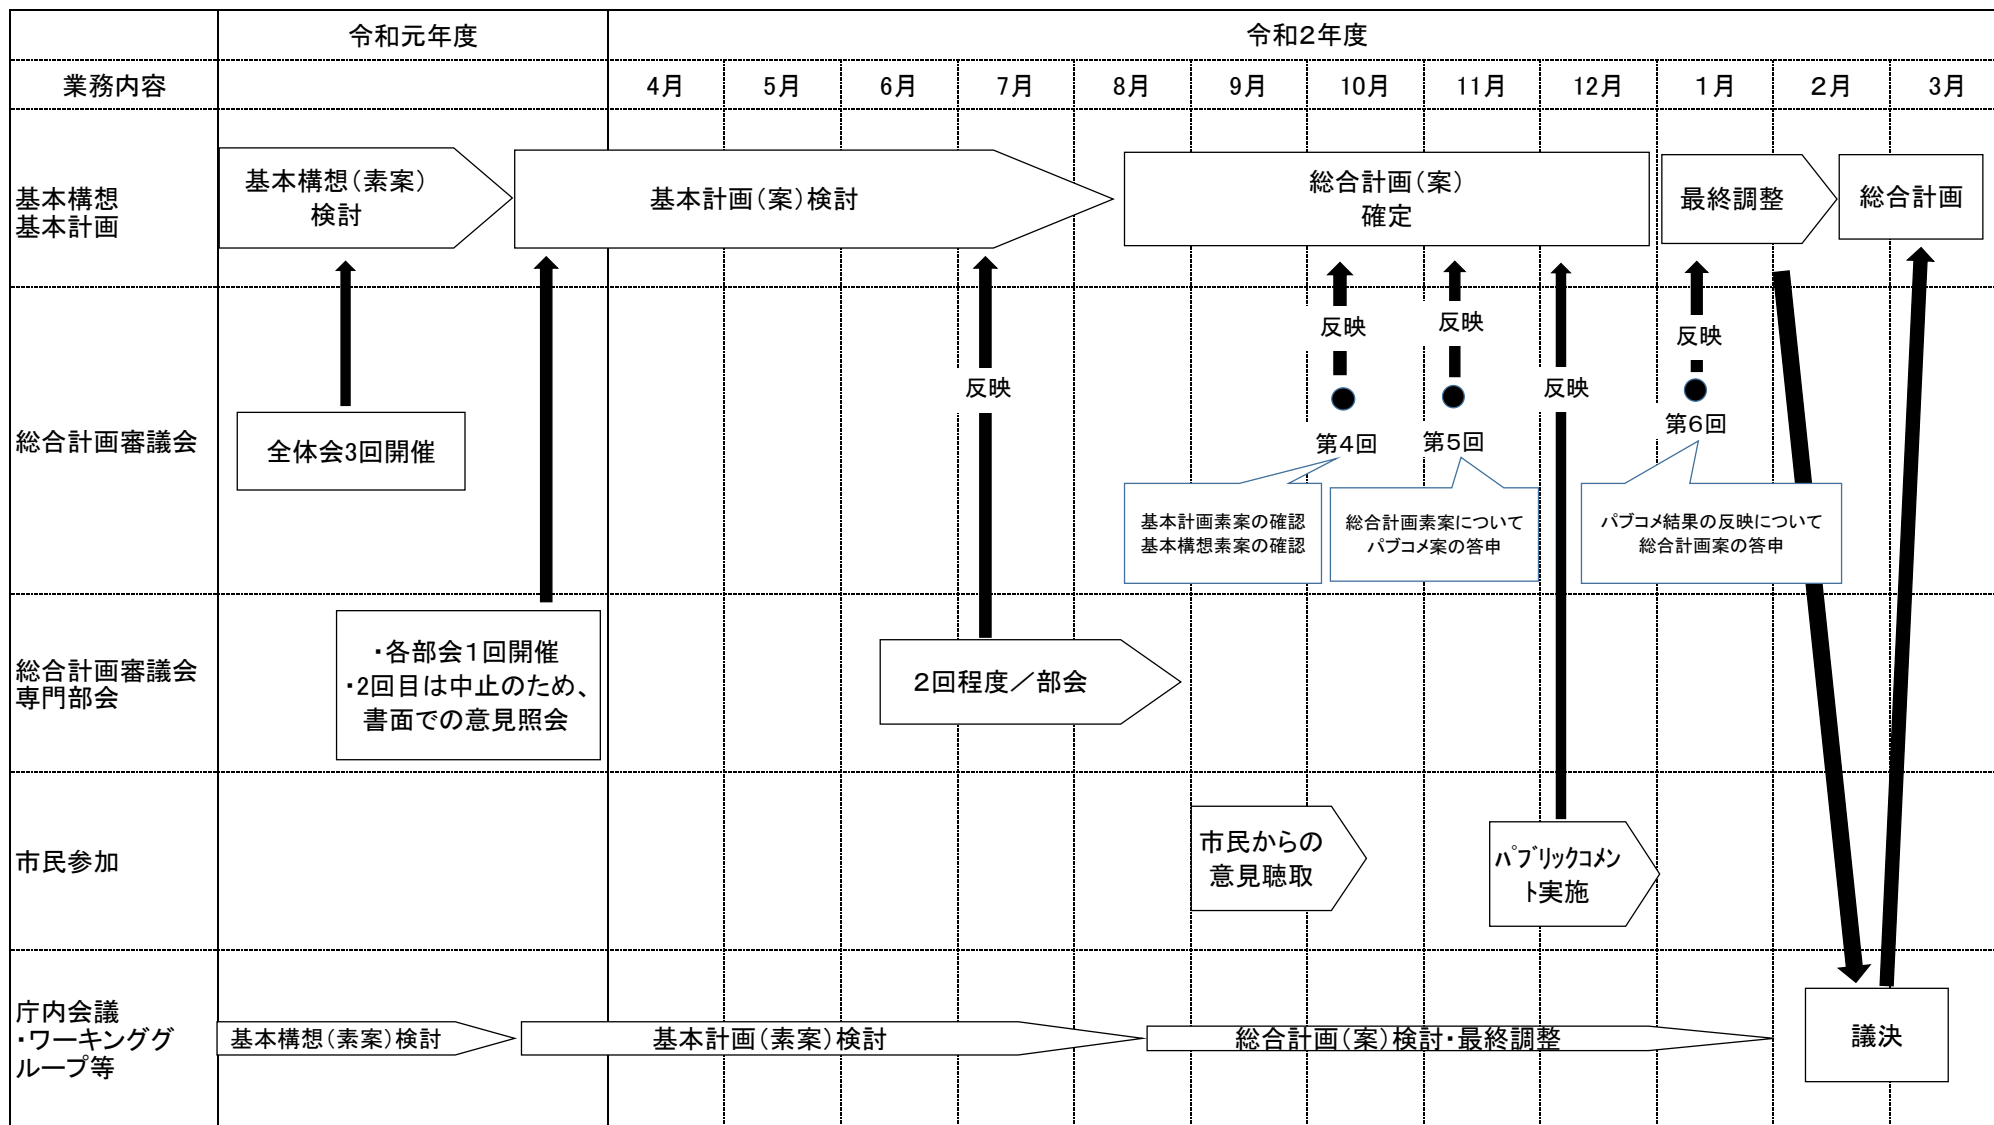 令和元年度
令和２年度
業務内容
4月
5月
6月
7月
8月
9月
10月
11月
12月
１月
２月
3月
基本構想
基本計画
基本構想（素案）
検討
基本計画（案）検討
総合計画（案）
確定
最終調整
総合計画
反映
反映
反映
反映
反映
総合計画審議会
全体会3回開催
第４回
第５回
第６回
基本計画素案の確認
基本構想素案の確認
総合計画素案について
パブコメ案の答申
パブコメ結果の反映について
総合計画案の答申
総合計画審議会
専門部会
・各部会１回開催
・2回目は中止のため、
書面での意見照会
２回程度／部会
市民参加
市民からの
意見聴取
ﾊﾟﾌﾞﾘｯｸｺﾒﾝ
ﾄ実施
庁内会議
・ワーキンググ
ループ等
基本構想（素案）検討
基本計画（素案）検討
総合計画（案）検討・最終調整
議決